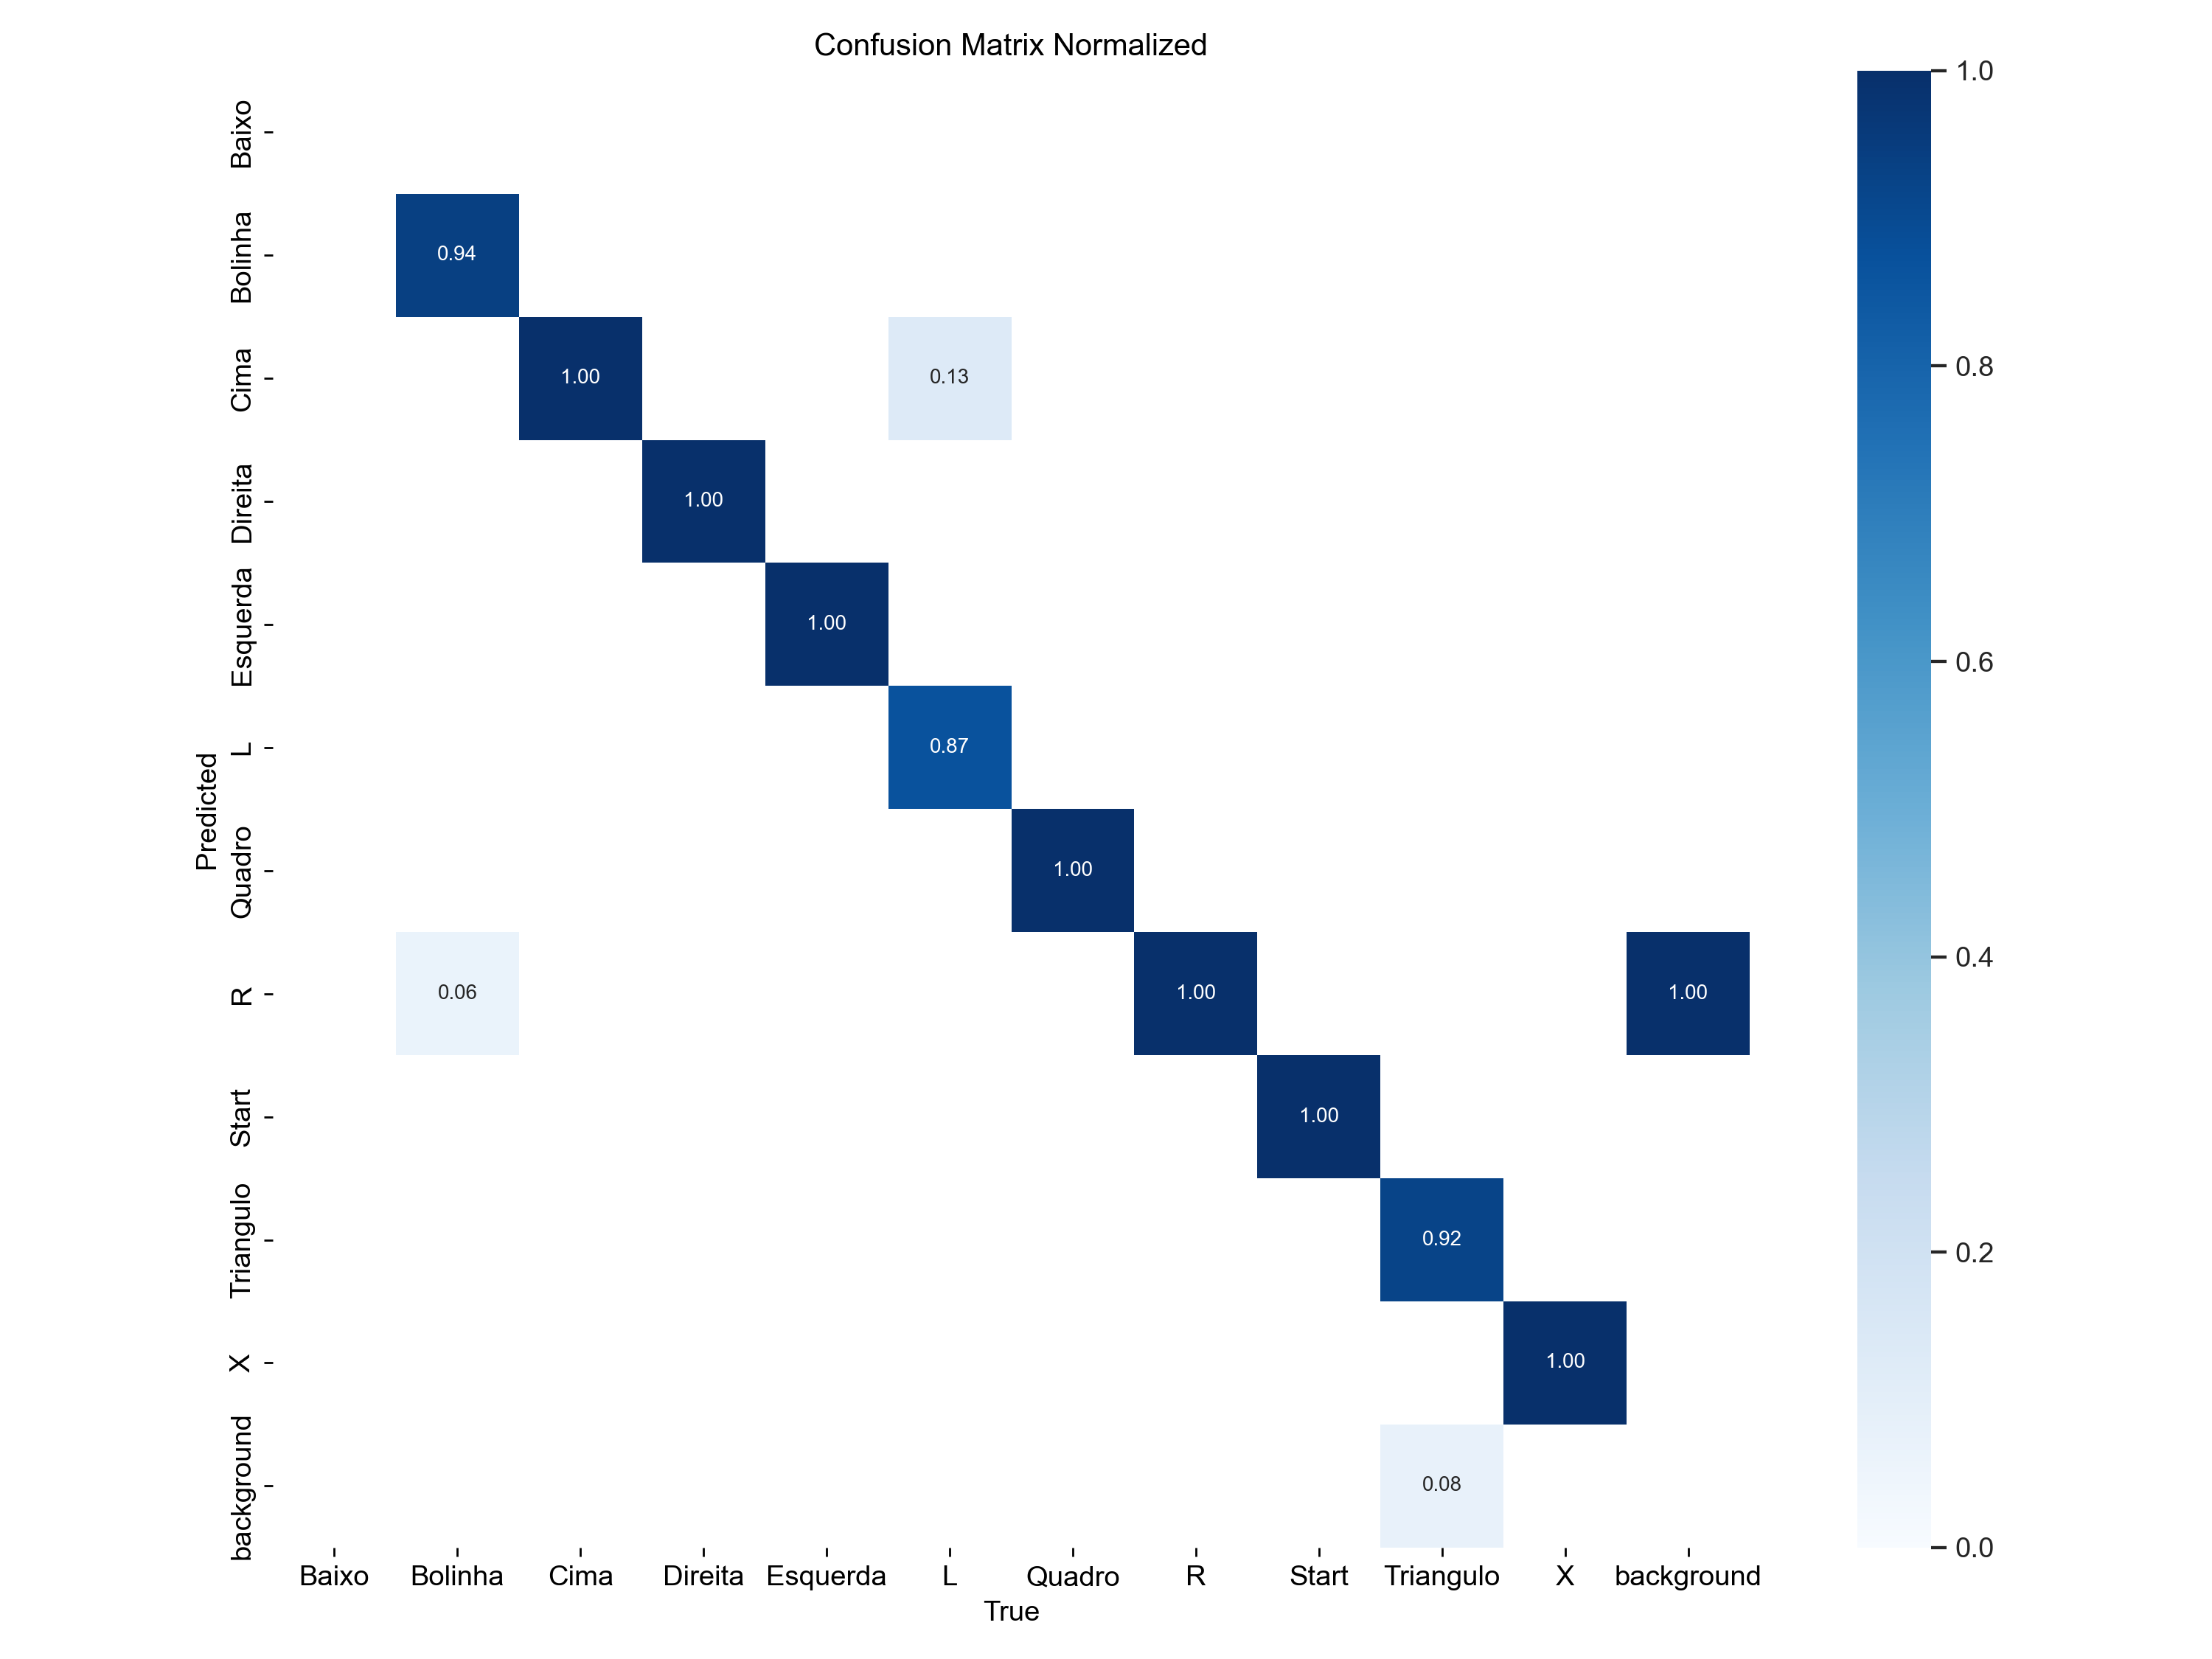 Confusion Matrix Normalized
Baixo
Bolinha
Cima
Direita
Esquerda
L
Quadro
R
Start
Triangulo
X
background
Predicted
0.94
1.00 0.13
1.00
1.00
0.87
1.00
0.06 1.00 1.00
1.00
0.92
1.00
0.08
Baixo Bolinha Cima Direita Esquerda L Quadro R Start Triangulo X background
True
1.0
0.8
0.6
0.4
0.2
0.0